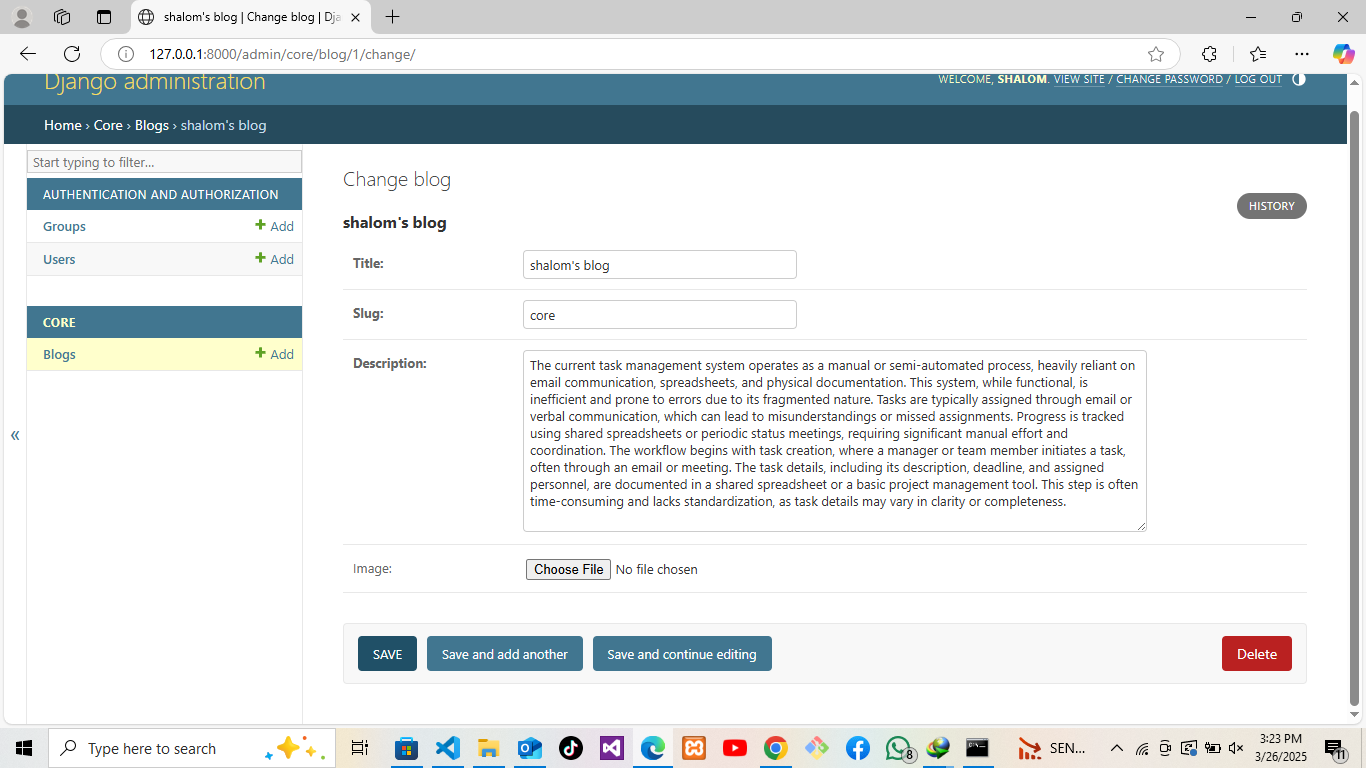 shalom's blog | Change blog | Dja
127.0.0.1:8000/admin/core/blog/1/change/
Django administration
WELCOME, SHALOM. VIEW SITE / CHANGE PASSWORD / LOG OUT
Home › Core › Blogs › shalom's blog
Start typing to filter...
AUTHENTICATION AND AUTHORIZATION
Groups + Add
Users + Add
CORE
Blogs + Add
«
Change blog
HISTORY
shalom's blog
Title: shalom's blog
Slug: core
Description:
The current task management system operates as a manual or semi-automated process, heavily reliant on
email communication, spreadsheets, and physical documentation. This system, while functional, is
inefficient and prone to errors due to its fragmented nature. Tasks are typically assigned through email or
verbal communication, which can lead to misunderstandings or missed assignments. Progress is tracked
using shared spreadsheets or periodic status meetings, requiring significant manual effort and
coordination. The workflow begins with task creation, where a manager or team member initiates a task,
often through an email or meeting. The task details, including its description, deadline, and assigned
personnel, are documented in a shared spreadsheet or a basic project management tool. This step is often
time-consuming and lacks standardization, as task details may vary in clarity or completeness.
Image: Choose File No file chosen
SAVE Save and add another Save and continue editing Delete
Type here to search
8
SEN...
3:23 PM
3/26/2025
11